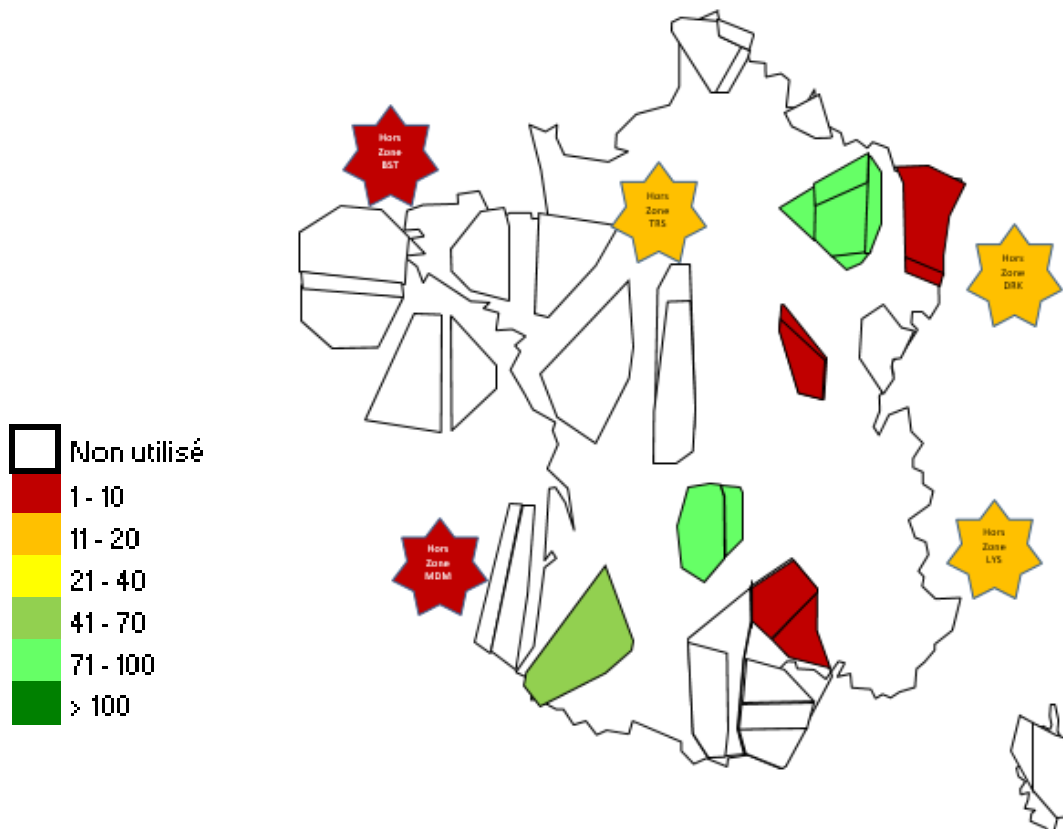 Hors
Zone
BST
Hors
Zone
TRS
Hors
Zone
DRK
Non utilisé
1 - 10
11 - 20
21 - 40
41 - 70
71 - 100
> 100
Hors
Zone
MDM
Hors
Zone
LYS